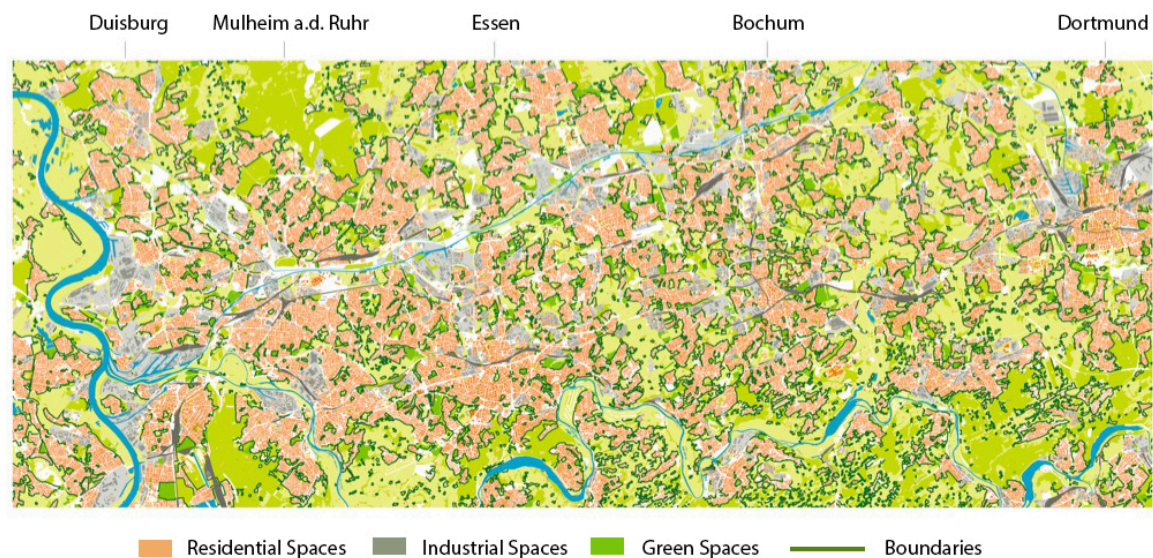 Duisburg Mulheim a.d. Ruhr Essen Bochum Dortmund
Residential Spaces Industrial Spaces Green Spaces Boundaries